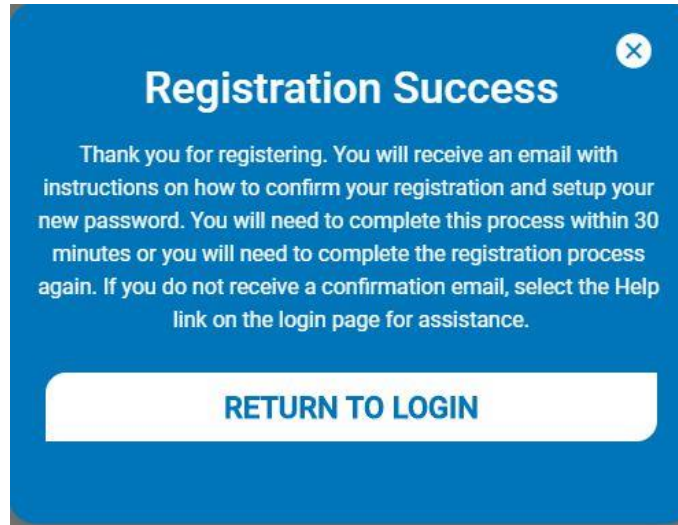 Registration Success
Thank you for registering. You will receive an email with
instructions on how to confirm your registration and setup your
new password. You will need to complete this process within 30
minutes or you will need to complete the registration process
again. If you do not receive a confirmation email, select the Help
link on the login page for assistance.
RETURN TO LOGIN